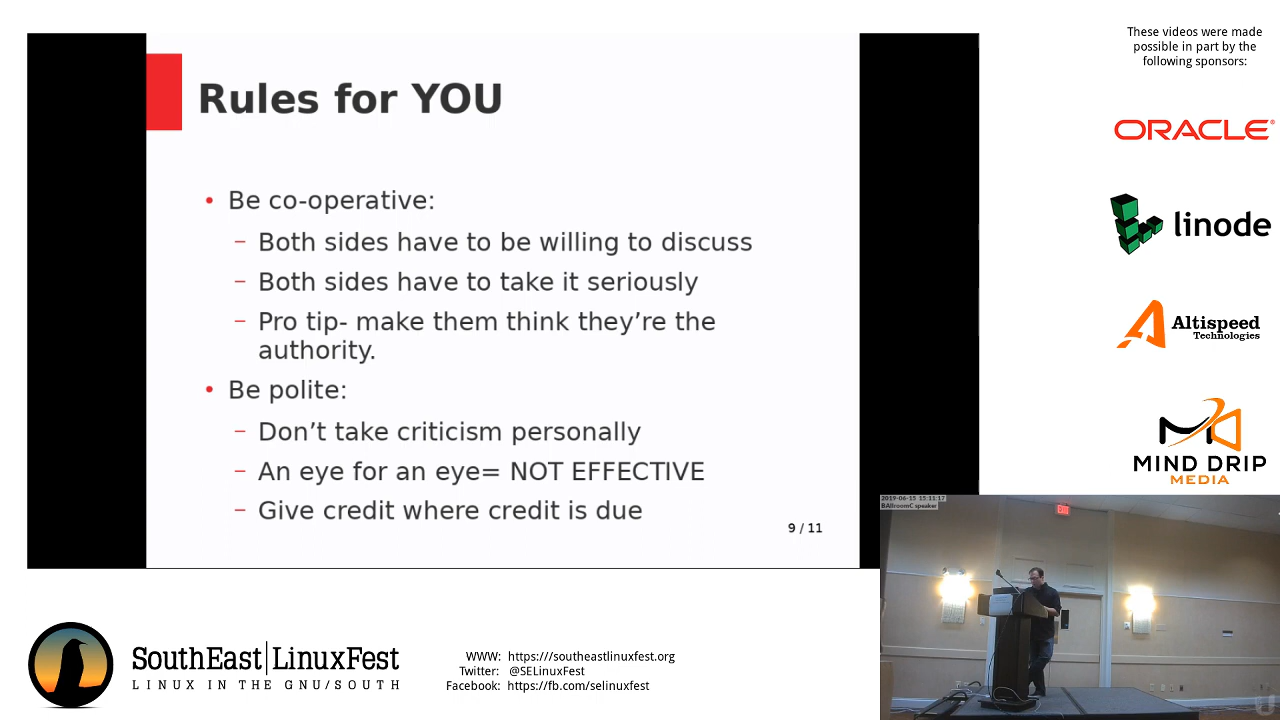 These videos were made
possible in part by the
following sponsors:
Rules for YOU
• Be co-operative:
– Both sides have to be willing to discuss
– Both sides have to take it seriously
– Pro tip- make them think they’re the
authority.
• Be polite:
– Don’t take criticism personally
– An eye for an eye= NOT EFFECTIVE
– Give credit where credit is due
9 / 11
ORACLE®
linode
Altispeed
Technologies
MIND DRIP
MEDIA
2019-06-15 15:11:17
BAllroomC speaker
Exit
SouthEast LinuxFest
LINUX IN THE GNU/SOUTH
WWW: https://southeastlinuxfest.org
Twitter: @SELinuxFest
Facebook: https://fb.com/selinuxfest